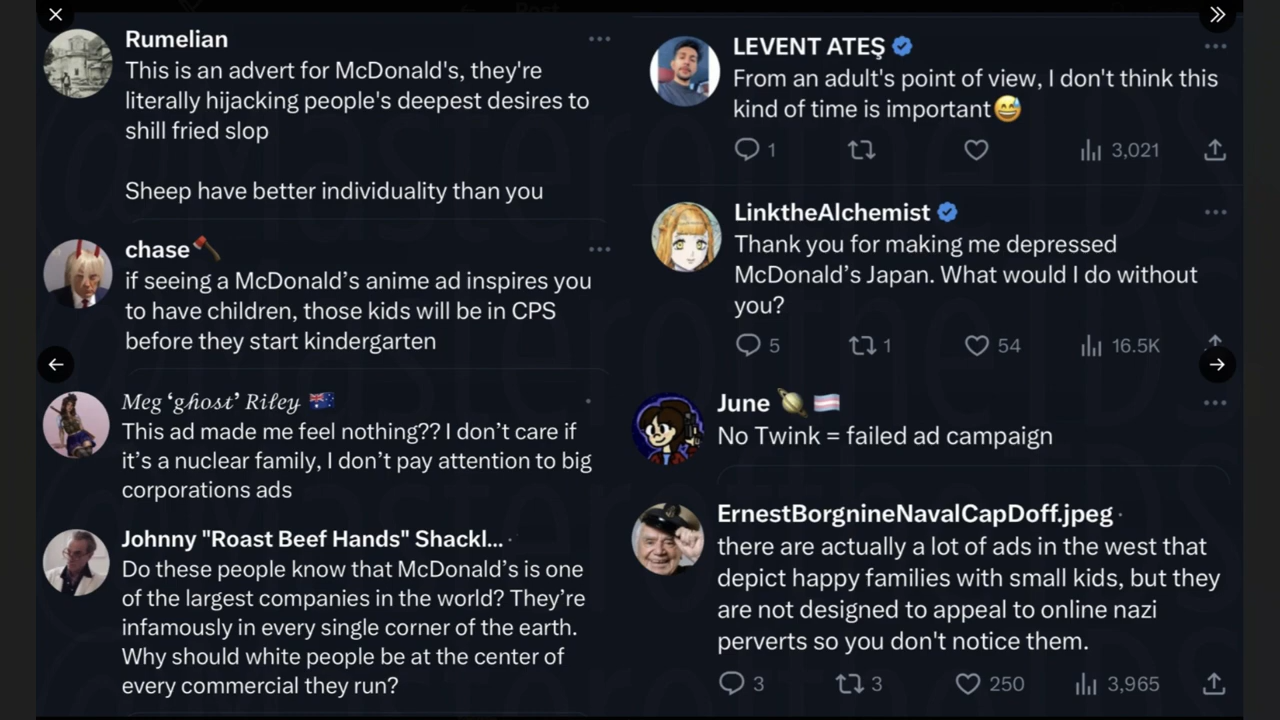 Rumelian
This is an advert for McDonald's, they're
literally hijacking people's deepest desires to
shill fried slop
Sheep have better individuality than you
chase🪓
if seeing a McDonald’s anime ad inspires you
to have children, those kids will be in CPS
before they start kindergarten
Meg ‘ghost’ Riley 🇦🇺
This ad made me feel nothing?? I don’t care if
it’s a nuclear family, I don’t pay attention to big
corporations ads
Johnny "Roast Beef Hands" Shackl... ·
Do these people know that McDonald’s is one
of the largest companies in the world? They’re
infamously in every single corner of the earth.
Why should white people be at the center of
every commercial they run?
LEVENT ATEŞ
From an adult's point of view, I don't think this
kind of time is important😅
1 3,021
LinktheAlchemist
Thank you for making me depressed
McDonald’s Japan. What would I do without
you?
5 1 54 16.5K
June 🪐 🏳️‍⚧️
No Twink = failed ad campaign
ErnestBorgnineNavalCapDoff.jpeg ·
there are actually a lot of ads in the west that
depict happy families with small kids, but they
are not designed to appeal to online nazi
perverts so you don't notice them.
3 3 250 3,965